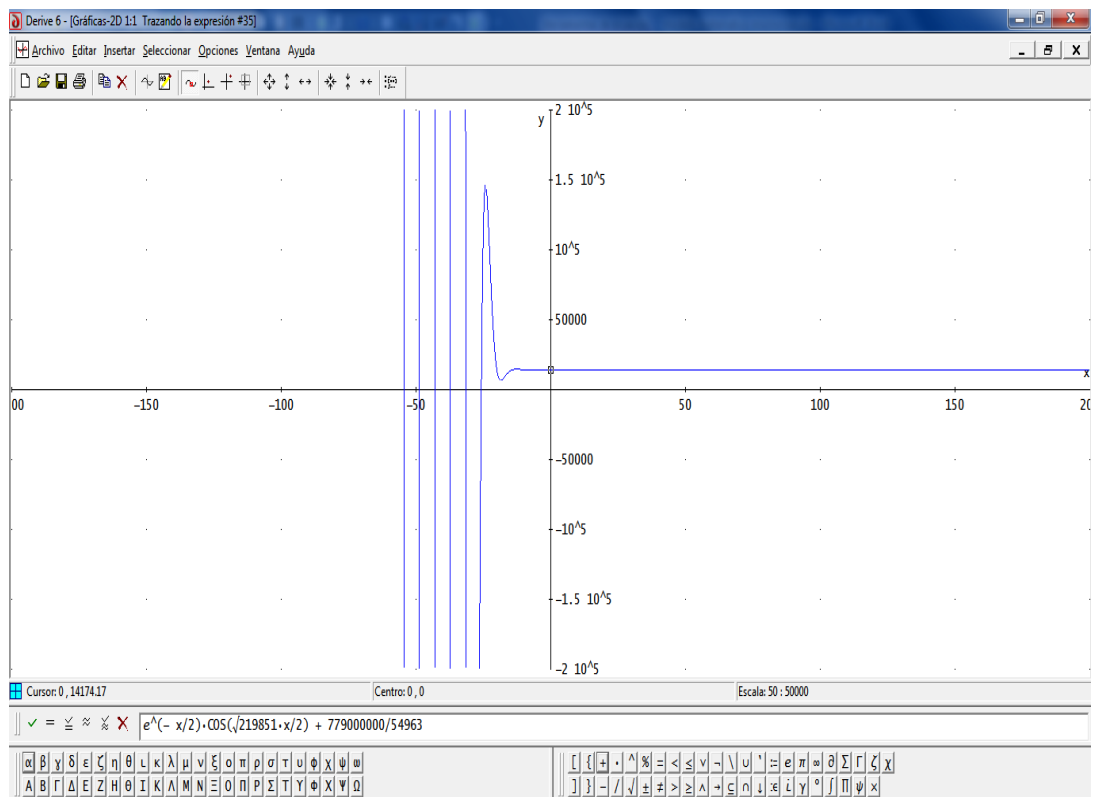 Derive 6 - [Gráficas-2D 1:1 Trazando la expresión #35]
Archivo Editar Insertar Seleccionar Opciones Ventana Ayuda
y 2 10^5
1.5 10^5
10^5
50000
x
00 -150 -100 -50 50 100 150 20
-50000
-10^5
-1.5 10^5
-2 10^5
Cursor: 0 , 14174.17 Centro: 0 , 0 Escala: 50 : 50000
e^(- x/2)·COS(√219851·x/2) + 779000000/54963
α β γ δ ε ζ η θ ι κ λ μ ν ξ ο π ρ σ τ υ φ χ ψ ω [ { + · ^ % = < ≤ ∨ ¬ \ ∪ ` := e π ∞ ∂ Σ Γ ζ χ
Α Β Γ Δ Ε Ζ Η Θ Ι Κ Λ Μ Ν Ξ Ο Π Ρ Σ Τ Υ Φ Χ Ψ Ω ] } - / √ ± ≠ > ≥ ∧ → ⊆ ∩ ↓ :∈ i γ ° ∫ Π ψ ×